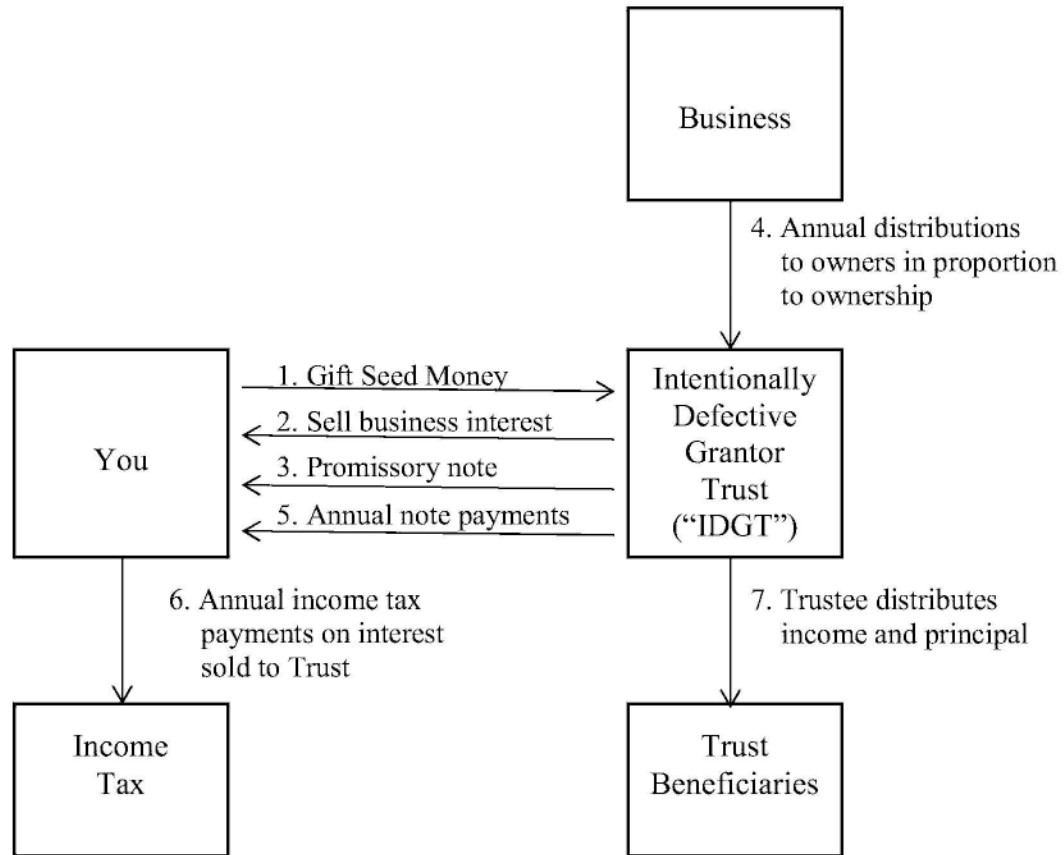 Business
4. Annual distributions
to owners in proportion
to ownership
You
1. Gift Seed Money
2. Sell business interest
3. Promissory note
5. Annual note payments
Intentionally
Defective
Grantor
Trust
(“IDGT”)
6. Annual income tax
payments on interest
sold to Trust
7. Trustee distributes
income and principal
Income
Tax
Trust
Beneficiaries